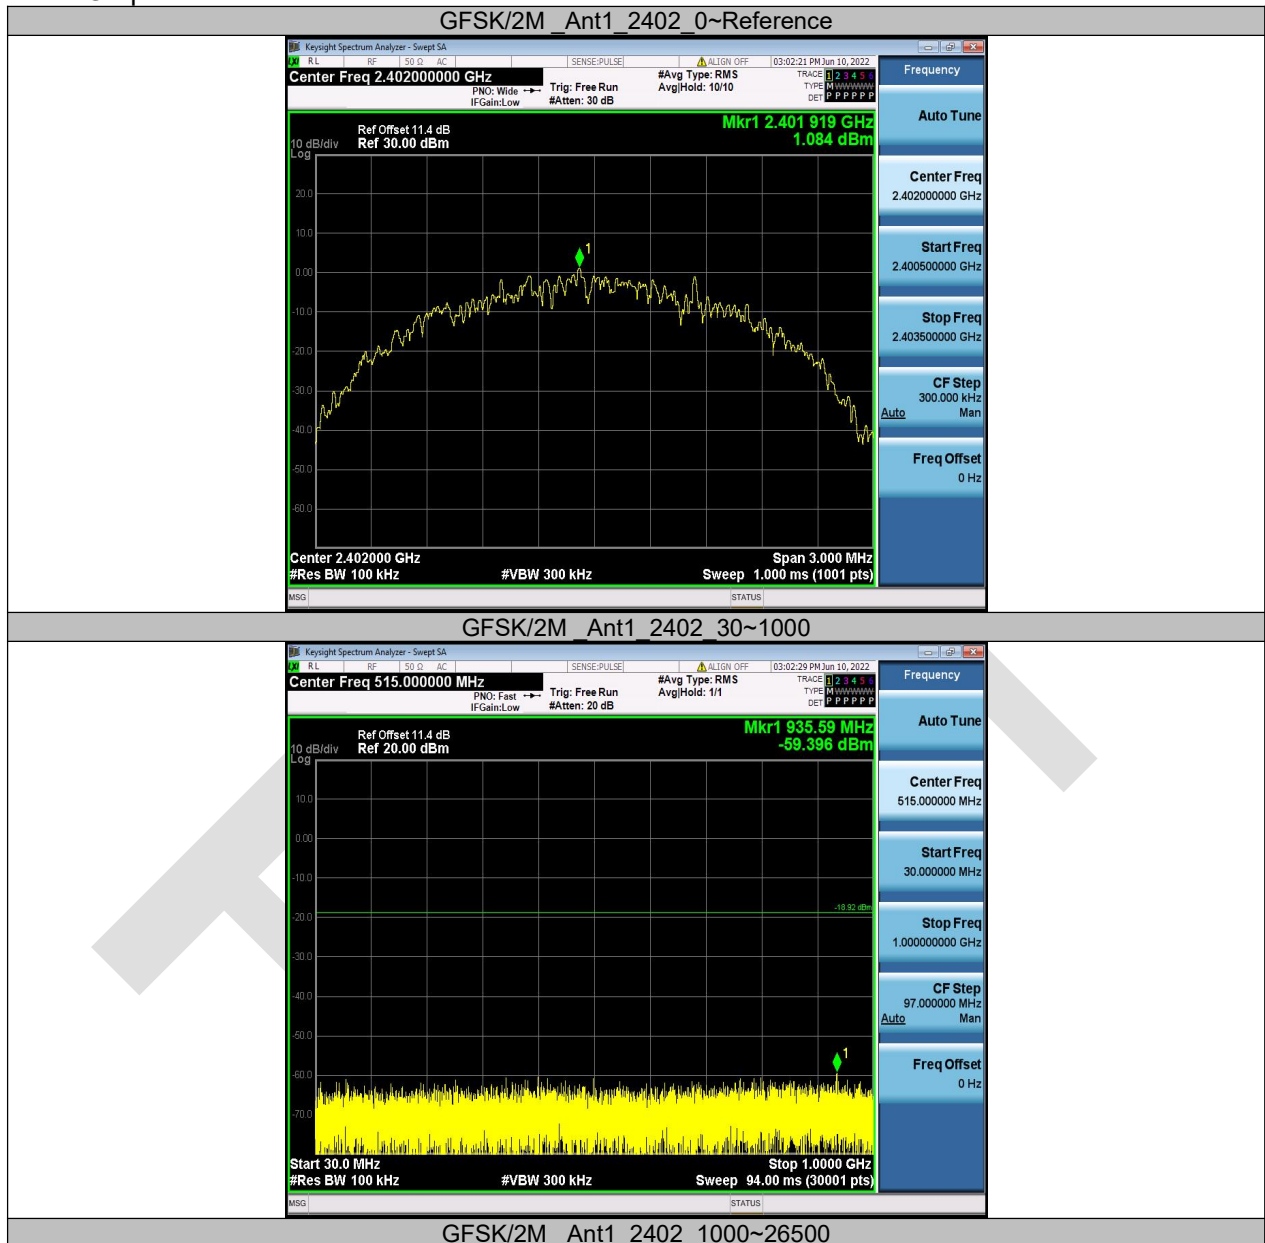 GFSK/2M _Ant1_2402_0~Reference
Keysight Spectrum Analyzer - Swept SA
LXI RL RF 50 Ω AC SENSE:PULSE ALIGN OFF 03:02:21 PM Jun 10, 2022
Center Freq 2.402000000 GHz
PNO: Wide
IFGain:Low
Trig: Free Run
#Atten: 30 dB
#Avg Type: RMS
Avg|Hold: 10/10
TRACE 1 2 3 4 5 6
TYPE M W W W W W
DET P P P P P P
Frequency
Mkr1 2.401 919 GHz
1.084 dBm
Ref Offset 11.4 dB
10 dB/div Ref 30.00 dBm
Log
20.0
10.0
1
0.00
-10.0
-20.0
-30.0
-40.0
-50.0
-60.0
Center 2.402000 GHz Span 3.000 MHz
#Res BW 100 kHz #VBW 300 kHz Sweep 1.000 ms (1001 pts)
MSG STATUS
Auto Tune
Center Freq
2.402000000 GHz
Start Freq
2.400500000 GHz
Stop Freq
2.403500000 GHz
CF Step
300.000 kHz
Auto Man
Freq Offset
0 Hz
GFSK/2M _Ant1_2402_30~1000
Keysight Spectrum Analyzer - Swept SA
LXI RL RF 50 Ω AC SENSE:PULSE ALIGN OFF 03:02:29 PM Jun 10, 2022
Center Freq 515.000000 MHz
PNO: Fast
IFGain:Low
Trig: Free Run
#Atten: 20 dB
#Avg Type: RMS
Avg|Hold: 1/1
TRACE 1 2 3 4 5 6
TYPE M W W W W W
DET P P P P P P
Frequency
Mkr1 935.59 MHz
-59.396 dBm
Ref Offset 11.4 dB
10 dB/div Ref 20.00 dBm
Log
10.0
0.00
-10.0
-18.92 dBm
-20.0
-30.0
-40.0
-50.0
1
-60.0
-70.0
Start 30.0 MHz Stop 1.0000 GHz
#Res BW 100 kHz #VBW 300 kHz Sweep 94.00 ms (30001 pts)
MSG STATUS
Auto Tune
Center Freq
515.000000 MHz
Start Freq
30.000000 MHz
Stop Freq
1.000000000 GHz
CF Step
97.000000 MHz
Auto Man
Freq Offset
0 Hz
GFSK/2M _Ant1_2402_1000~26500